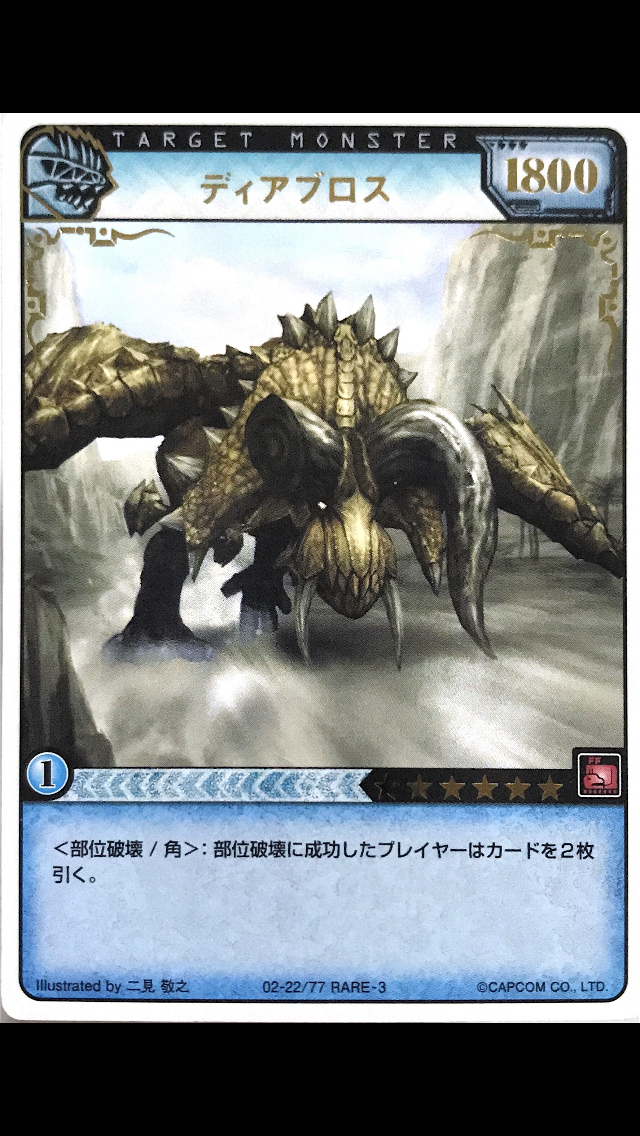 TARGET MONSTER
ディアブロス
1800
1
FF
＜部位破壊 / 角＞: 部位破壊に成功したプレイヤーはカードを２枚
引く。
Illustrated by 二見 敬之
02-22/77 RARE-3
©CAPCOM CO., LTD.